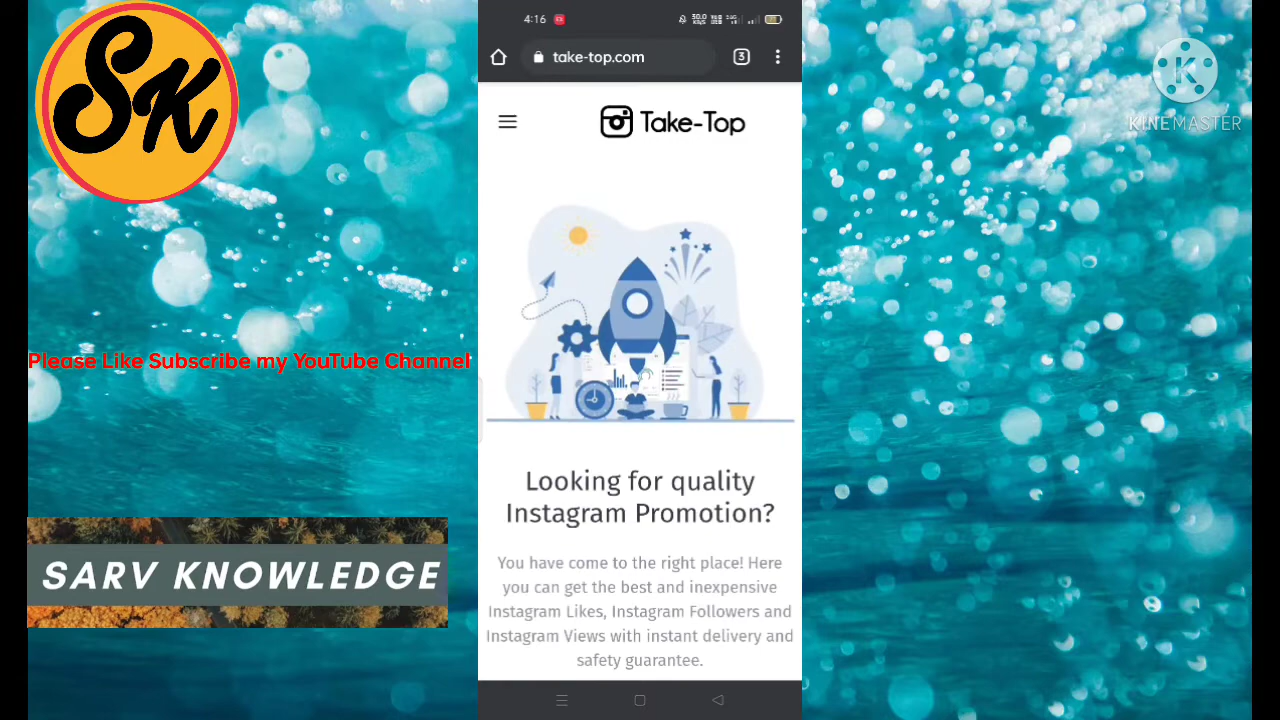 SK
Please Like Subscribe my YouTube Channel
SARV KNOWLEDGE
4:16
take-top.com
3
Take-Top
Looking for quality
Instagram Promotion?
You have come to the right place! Here
you can get the best and inexpensive
Instagram Likes, Instagram Followers and
Instagram Views with instant delivery and
safety guarantee.
K
KINEMASTER